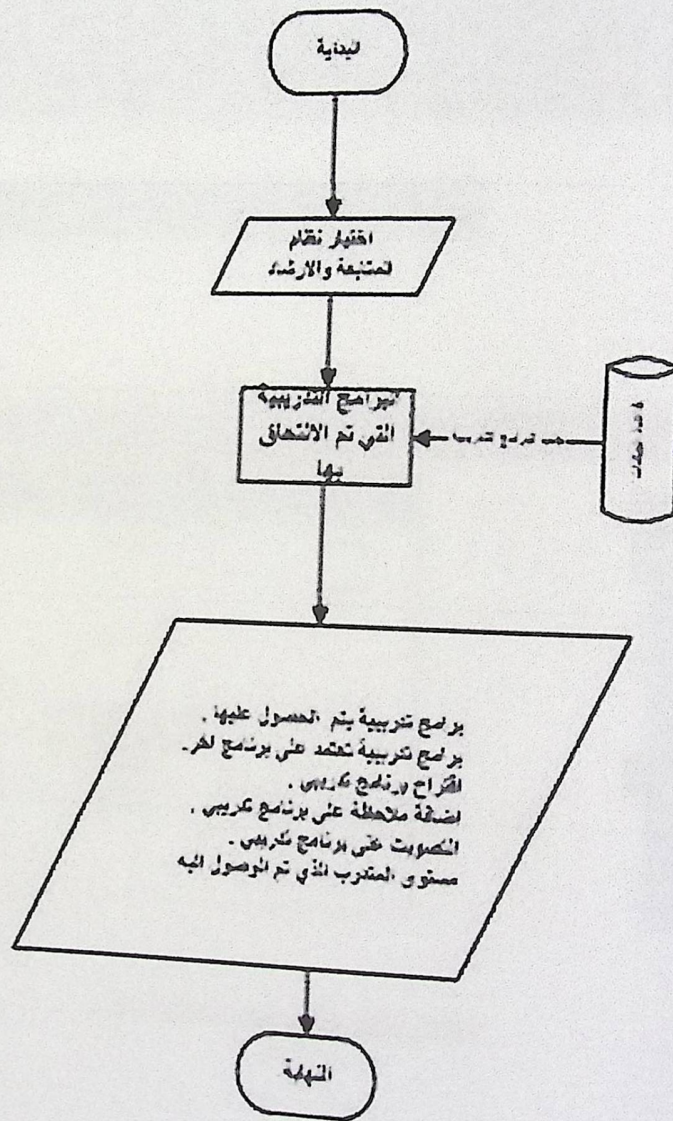 البداية
اختيار نظام
المتابعة والارشاد
البرامج التدريبية
التي تم الالتحاق
بها
برامج تدريبية يتم الحصول عليها .
برامج تدريبية تعتمد على برنامج اخر .
اقتراح برنامج تدريبي .
اضافة ملاحظة على برنامج تدريبي .
التصويت على برنامج تدريبي .
مستوى المتدرب الذي تم الوصول اليه
النهاية